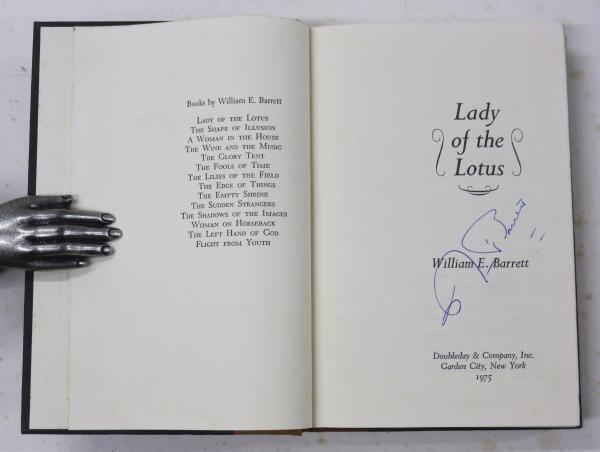 Books by William E. Barrett
LADY OF THE LOTUS
THE SHAPE OF ILLUSION
A WOMAN IN THE HOUSE
THE WINE AND THE MUSIC
THE GLORY TENT
THE FOOLS OF TIME
THE LILIES OF THE FIELD
THE EDGE OF THINGS
THE EMPTY SHRINE
THE SUDDEN STRANGERS
THE SHADOWS OF THE IMAGES
WOMAN ON HORSEBACK
THE LEFT HAND OF GOD
FLIGHT FROM YOUTH
Lady
of the
Lotus
Barrett
William E. Barrett
Doubleday & Company, Inc.
Garden City, New York
1975